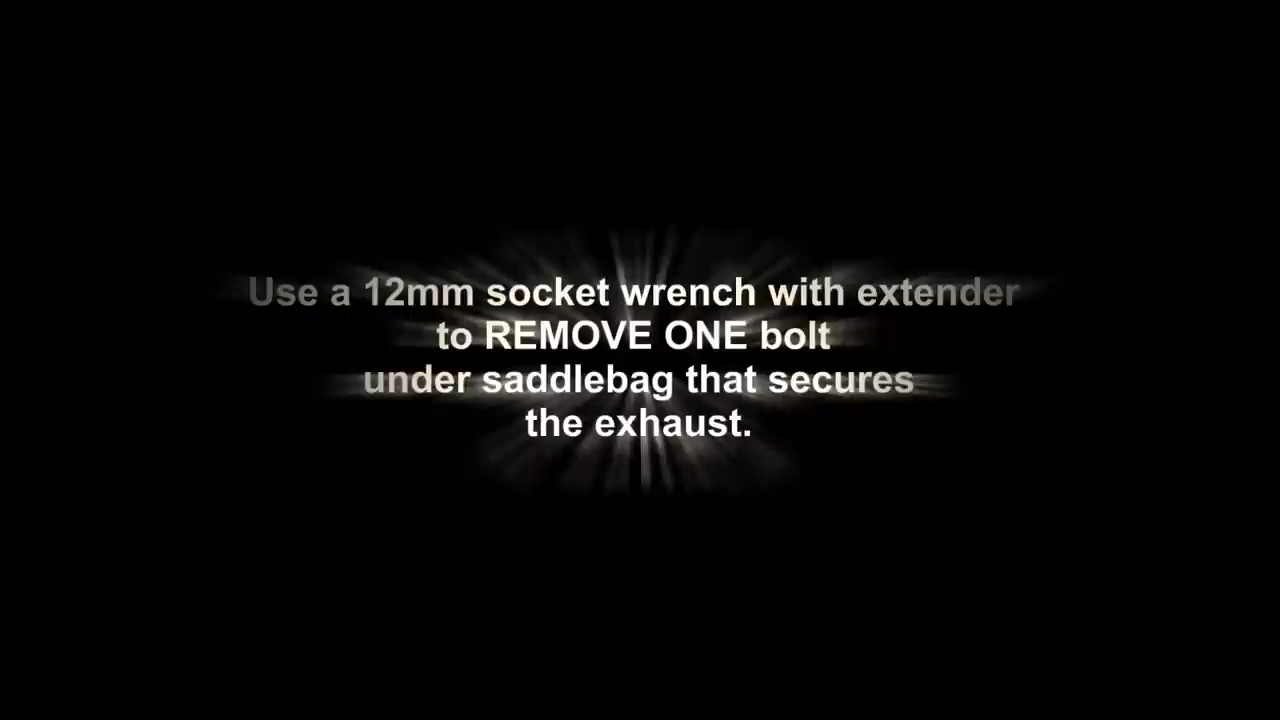 Use a 12mm socket wrench with extender
to REMOVE ONE bolt
under saddlebag that secures
the exhaust.